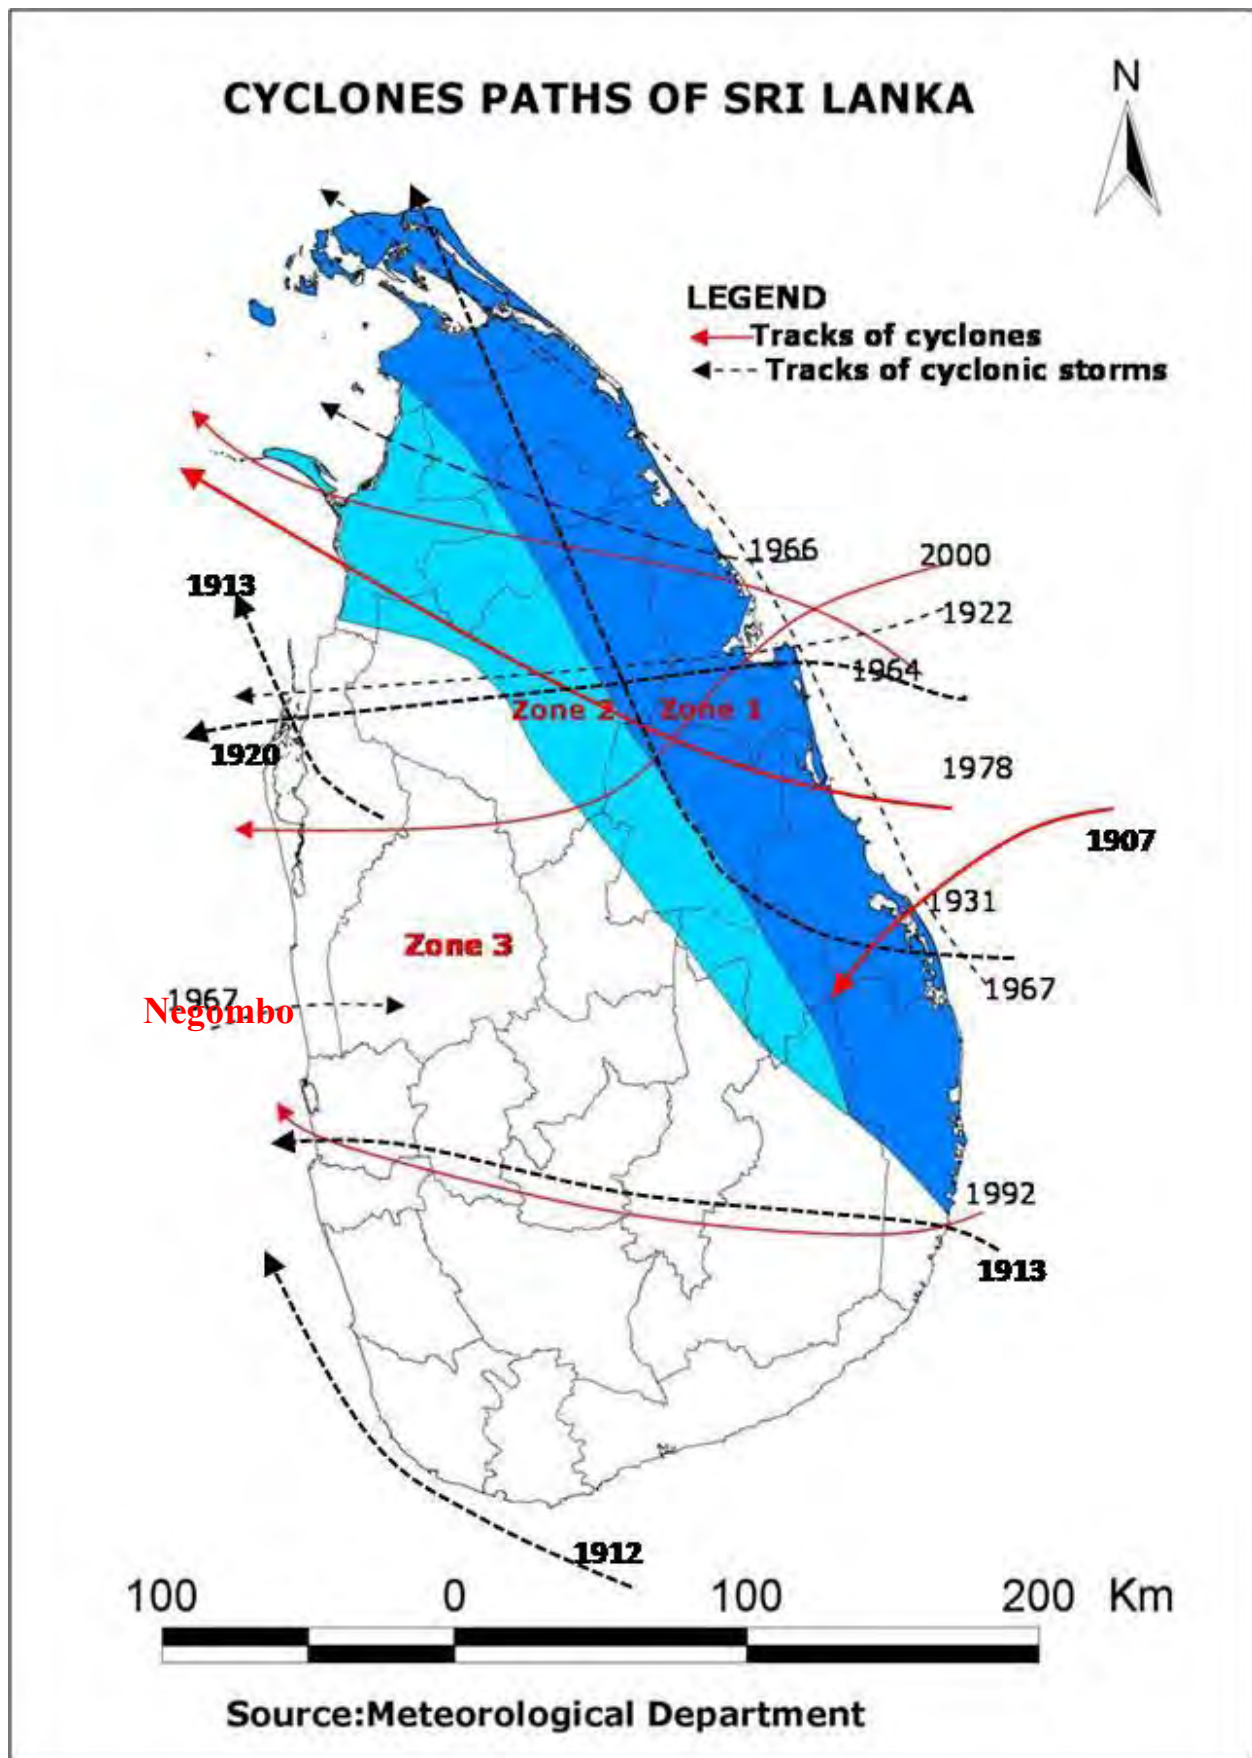 CYCLONES PATHS OF SRI LANKA
N
LEGEND
Tracks of cyclones
Tracks of cyclonic storms
1966
2000
1913
1922
1964
Zone 2
Zone 1
1920
1978
1907
1931
Zone 3
1967
1967
Negombo
1992
1913
1912
100 0 100 200 Km
Source:Meteorological Department